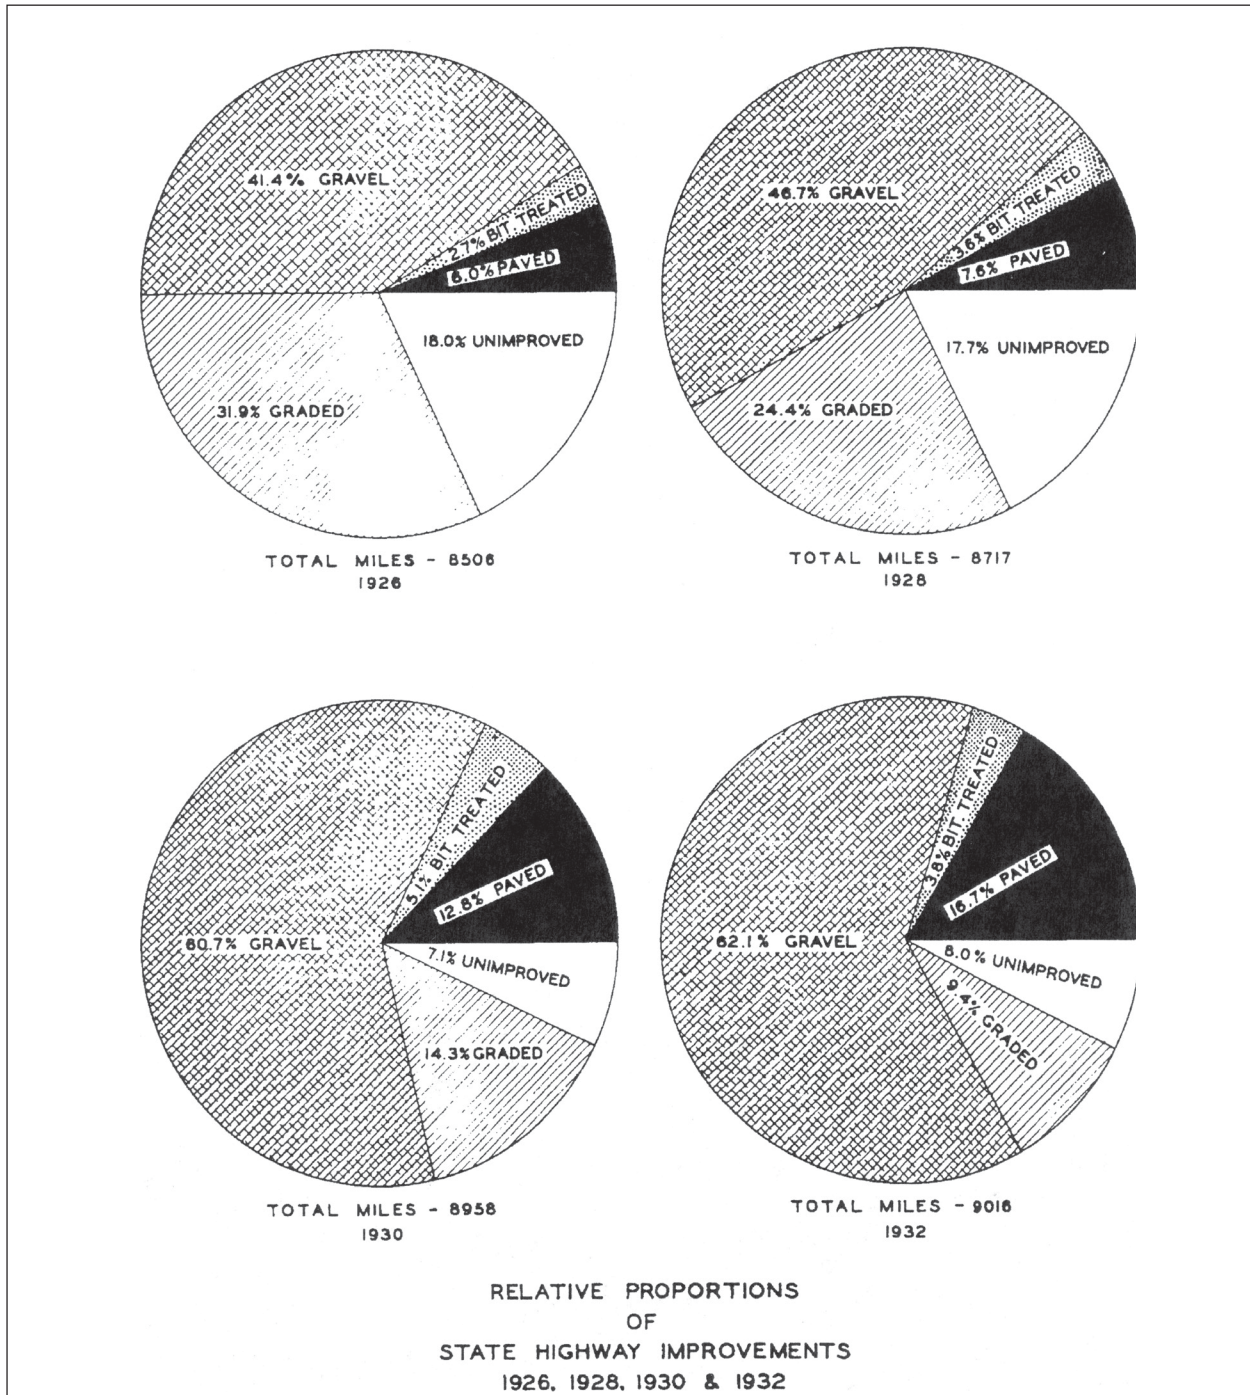 41.4% GRAVEL
2.7% BIT. TREATED
6.0% PAVED
18.0% UNIMPROVED
31.9% GRADED
TOTAL MILES - 8506
1926
46.7% GRAVEL
3.6% BIT. TREATED
7.6% PAVED
17.7% UNIMPROVED
24.4% GRADED
TOTAL MILES - 8717
1928
60.7% GRAVEL
5.1% BIT. TREATED
12.8% PAVED
7.1% UNIMPROVED
14.3% GRADED
TOTAL MILES - 8958
1930
62.1% GRAVEL
3.8% BIT. TREATED
16.7% PAVED
8.0% UNIMPROVED
9.4% GRADED
TOTAL MILES - 9016
1932
RELATIVE PROPORTIONS
OF
STATE HIGHWAY IMPROVEMENTS
1926, 1928, 1930 & 1932